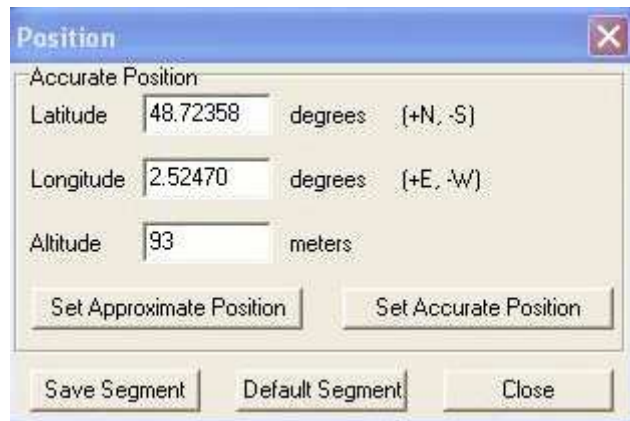 Position
Accurate Position
Latitude 48.72358 degrees (+N, -S)
Longitude 2.52470 degrees (+E, -W)
Altitude 93 meters
Set Approximate Position Set Accurate Position
Save Segment Default Segment Close